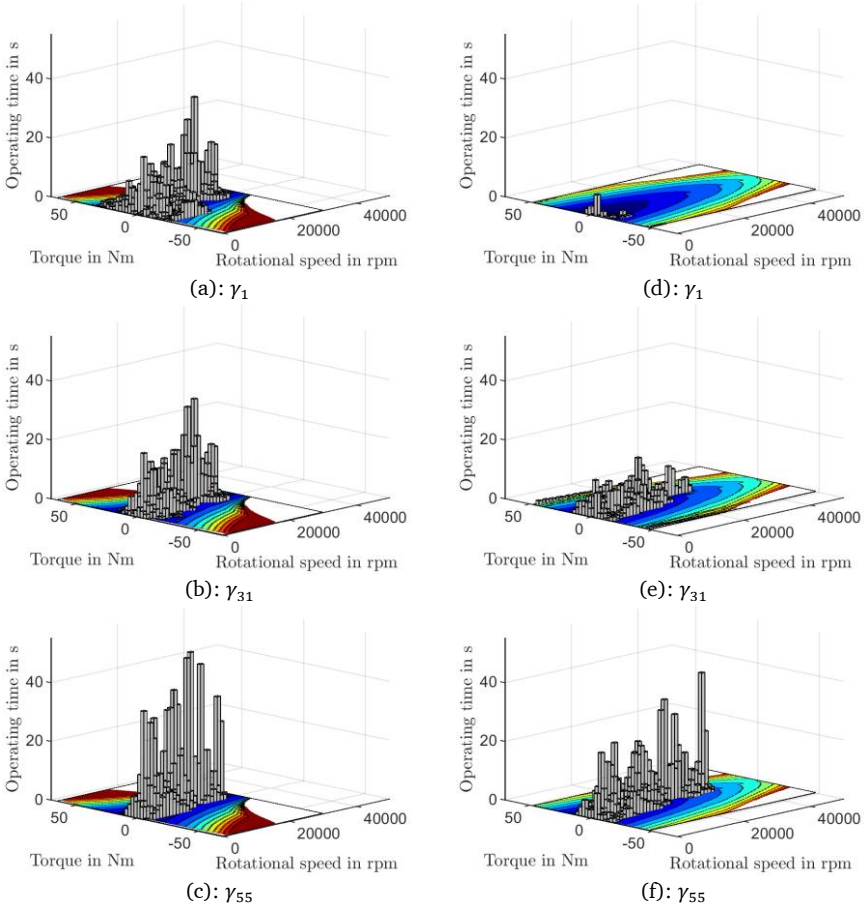 Operating time in s
40
20
0
50
0
-50
0
20000
40000
Torque in Nm
Rotational speed in rpm
(a): γ₁
Operating time in s
40
20
0
50
0
-50
0
20000
40000
Torque in Nm
Rotational speed in rpm
(d): γ₁
Operating time in s
40
20
0
50
0
-50
0
20000
40000
Torque in Nm
Rotational speed in rpm
(b): γ₃₁
Operating time in s
40
20
0
50
0
-50
0
20000
40000
Torque in Nm
Rotational speed in rpm
(e): γ₃₁
Operating time in s
40
20
0
50
0
-50
0
20000
40000
Torque in Nm
Rotational speed in rpm
(c): γ₅₅
Operating time in s
40
20
0
50
0
-50
0
20000
40000
Torque in Nm
Rotational speed in rpm
(f): γ₅₅